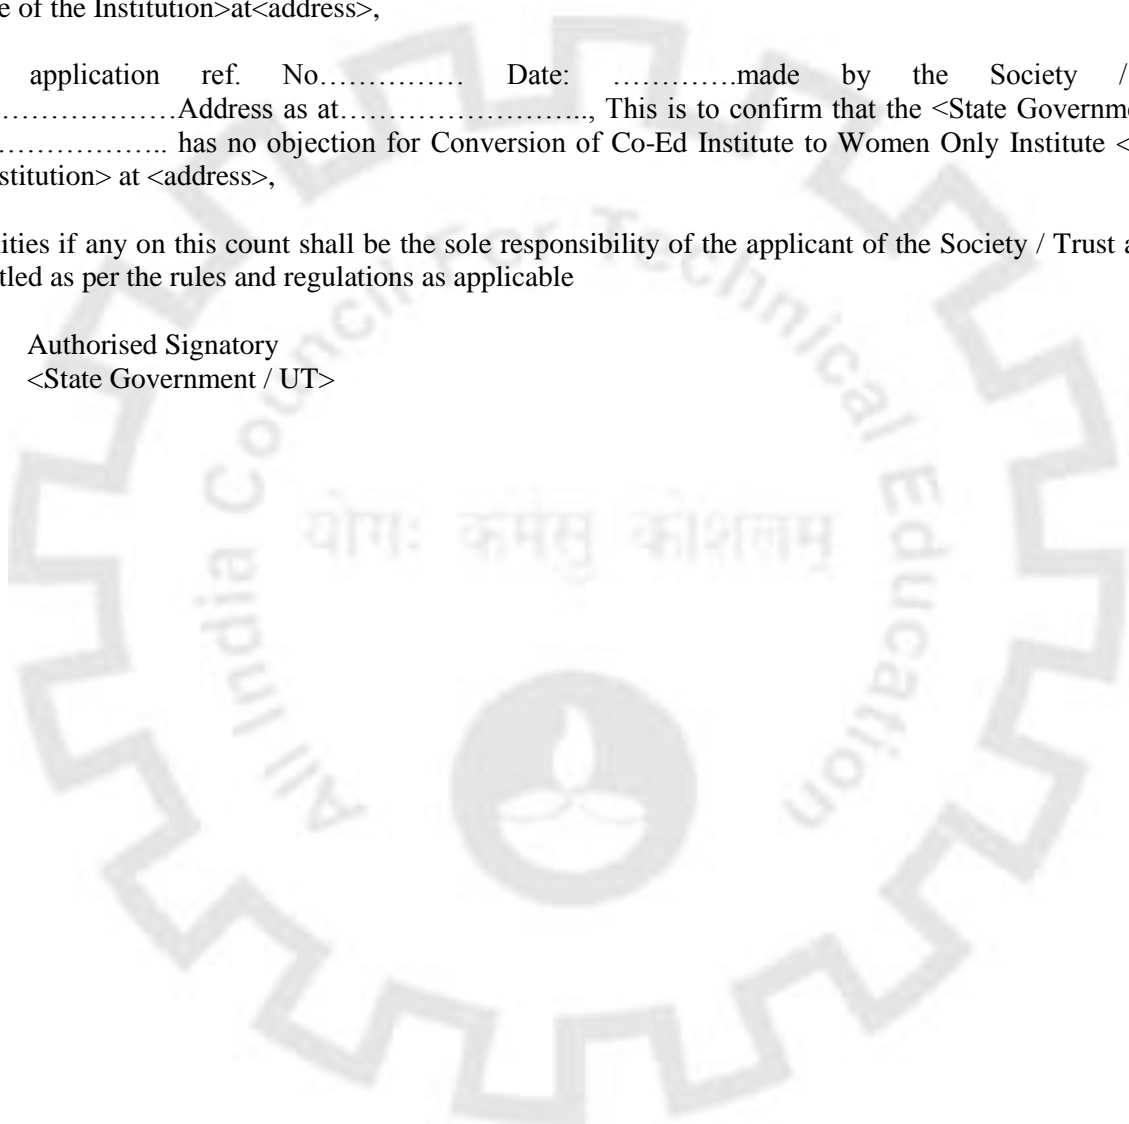 e of the Institution>at<address>,
application ref. No…………… Date: ………….made by the Society /
………………Address as at…………………….., This is to confirm that the <State Governme
…………….. has no objection for Conversion of Co-Ed Institute to Women Only Institute <
stitution> at <address>,
ities if any on this count shall be the sole responsibility of the applicant of the Society / Trust a
tled as per the rules and regulations as applicable
Authorised Signatory
<State Government / UT>
All India Council For Technical Education
योगः कर्मसु कौशलम्